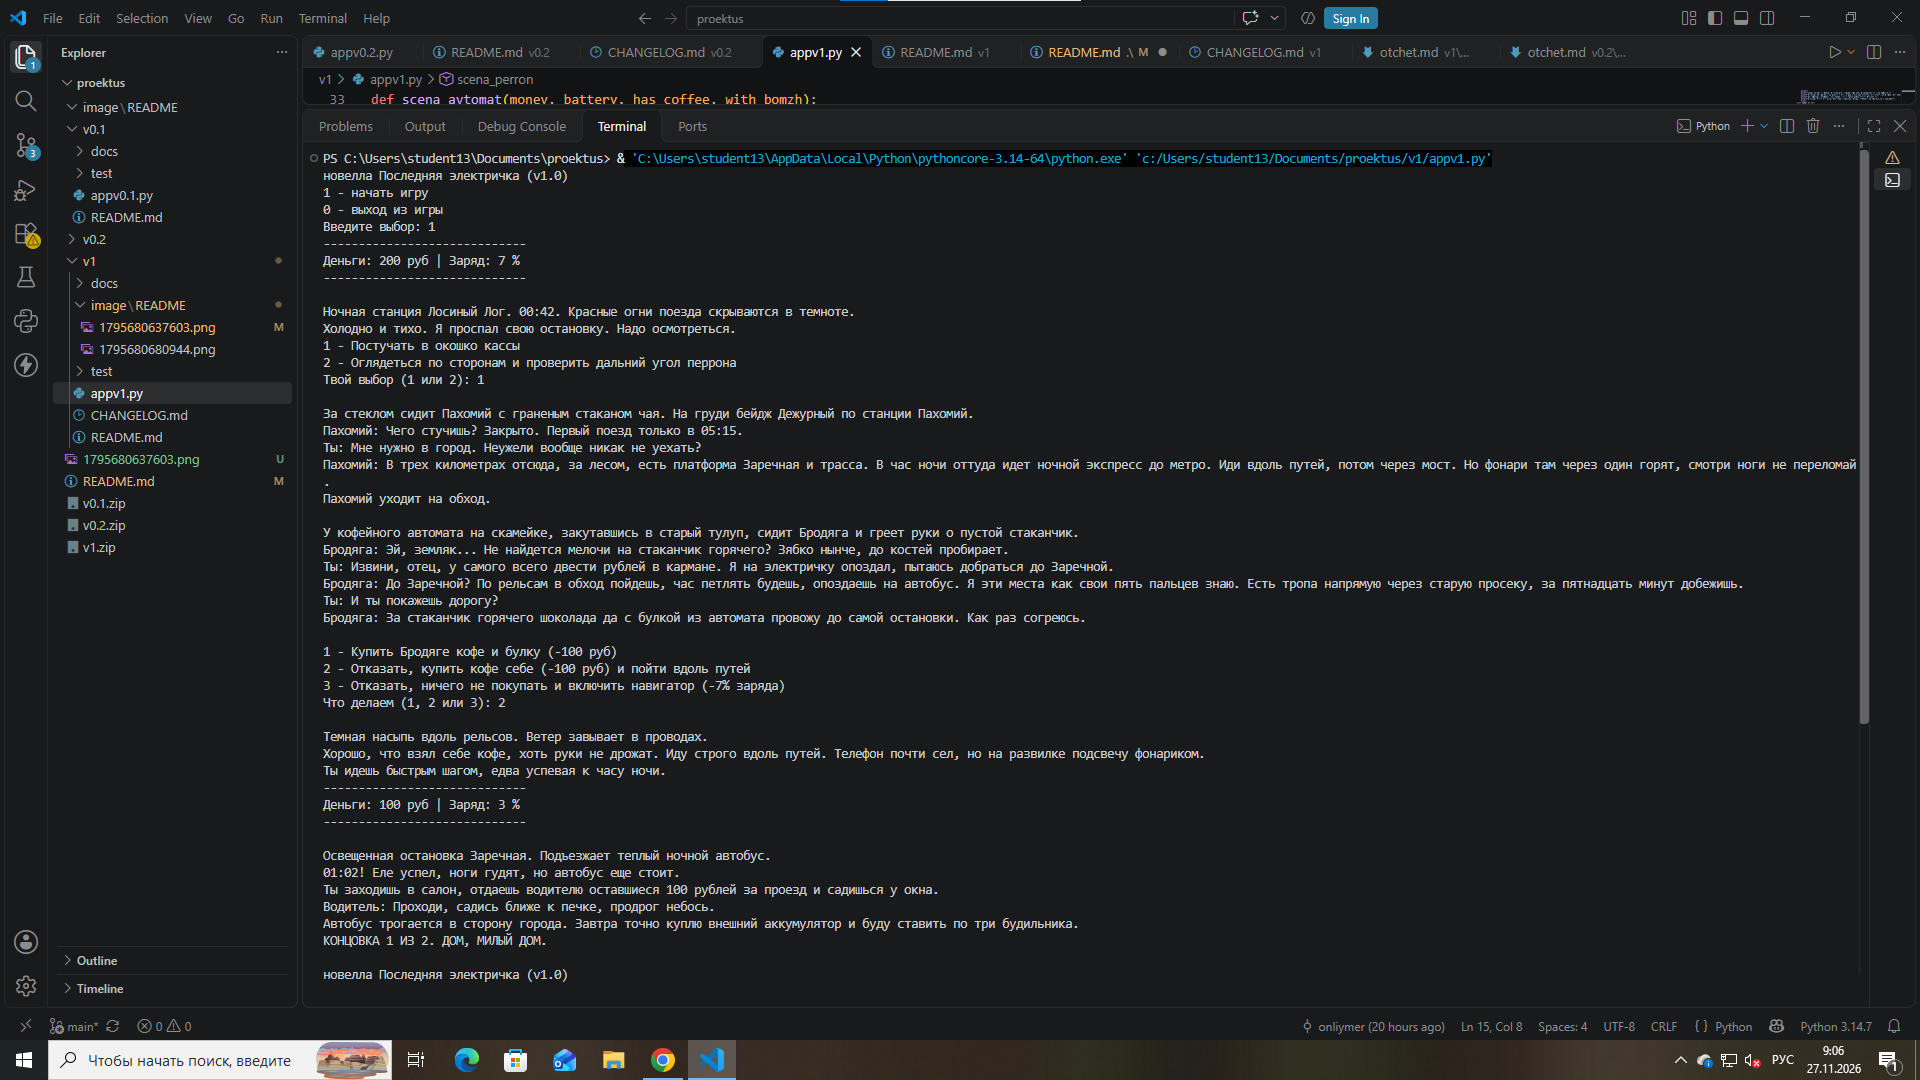 File Edit Selection View Go Run Terminal Help
proektus
Sign In
Explorer
proektus
image\README
v0.1
docs
test
appv0.1.py
README.md
v0.2
v1
docs
image\README
1795680637603.png M
1795680680944.png
test
appv1.py
CHANGELOG.md
README.md
1795680637603.png U
README.md M
v0.1.zip
v0.2.zip
v1.zip
Outline
Timeline
appv0.2.py README.md v0.2 CHANGELOG.md v0.2 appv1.py README.md v1 README.md .\ M CHANGELOG.md v1 otchet.md v1\... otchet.md v0.2\...
v1 > appv1.py > scena_perron
33 def scena_avtomat(money, battery, has_coffee, with_bomzh):
Problems Output Debug Console Terminal Ports
Python
PS C:\Users\student13\Documents\proektus> & 'C:\Users\student13\AppData\Local\Python\pythoncore-3.14-64\python.exe' 'c:/Users/student13/Documents/proektus/v1/appv1.py'
новелла Последняя электричка (v1.0)
1 - начать игру
0 - выход из игры
Введите выбор: 1
-----------------------------
Деньги: 200 руб | Заряд: 7 %
-----------------------------
Ночная станция Лосиный Лог. 00:42. Красные огни поезда скрываются в темноте.
Холодно и тихо. Я проспал свою остановку. Надо осмотреться.
1 - Постучать в окошко кассы
2 - Оглядеться по сторонам и проверить дальний угол перрона
Твой выбор (1 или 2): 1
За стеклом сидит Пахомий с граненым стаканом чая. На груди бейдж Дежурный по станции Пахомий.
Пахомий: Чего стучишь? Закрыто. Первый поезд только в 05:15.
Ты: Мне нужно в город. Неужели вообще никак не уехать?
Пахомий: В трех километрах отсюда, за лесом, есть платформа Заречная и трасса. В час ночи оттуда идет ночной экспресс до метро. Иди вдоль путей, потом через мост. Но фонари там через один горят, смотри ноги не переломай
.
Пахомий уходит на обход.
У кофейного автомата на скамейке, закутавшись в старый тулуп, сидит Бродяга и греет руки о пустой стаканчик.
Бродяга: Эй, земляк... Не найдется мелочи на стаканчик горячего? Зябко нынче, до костей пробирает.
Ты: Извини, отец, у самого всего двести рублей в кармане. Я на электричку опоздал, пытаюсь добраться до Заречной.
Бродяга: До Заречной? По рельсам в обход пойдешь, час петлять будешь, опоздаешь на автобус. Я эти места как свои пять пальцев знаю. Есть тропа напрямую через старую просеку, за пятнадцать минут добежишь.
Ты: И ты покажешь дорогу?
Бродяга: За стаканчик горячего шоколада да с булкой из автомата провожу до самой остановки. Как раз согреюсь.
1 - Купить Бродяге кофе и булку (-100 руб)
2 - Отказать, купить кофе себе (-100 руб) и пойти вдоль путей
3 - Отказать, ничего не покупать и включить навигатор (-7% заряда)
Что делаем (1, 2 или 3): 2
Темная насыпь вдоль рельсов. Ветер завывает в проводах.
Хорошо, что взял себе кофе, хоть руки не дрожат. Иду строго вдоль путей. Телефон почти сел, но на развилке подсвечу фонариком.
Ты идешь быстрым шагом, едва успевая к часу ночи.
-----------------------------
Деньги: 100 руб | Заряд: 3 %
-----------------------------
Освещенная остановка Заречная. Подъезжает теплый ночной автобус.
01:02! Еле успел, ноги гудят, но автобус еще стоит.
Ты заходишь в салон, отдаешь водителю оставшиеся 100 рублей за проезд и садишься у окна.
Водитель: Проходи, садись ближе к печке, продрог небось.
Автобус трогается в сторону города. Завтра точно куплю внешний аккумулятор и буду ставить по три будильника.
КОНЦОВКА 1 ИЗ 2. ДОМ, МИЛЫЙ ДОМ.
новелла Последняя электричка (v1.0)
main* 0 0 onliymer (20 hours ago) Ln 15, Col 8 Spaces: 4 UTF-8 CRLF { } Python Python 3.14.7
Чтобы начать поиск, введите
РУС
9:06
27.11.2026